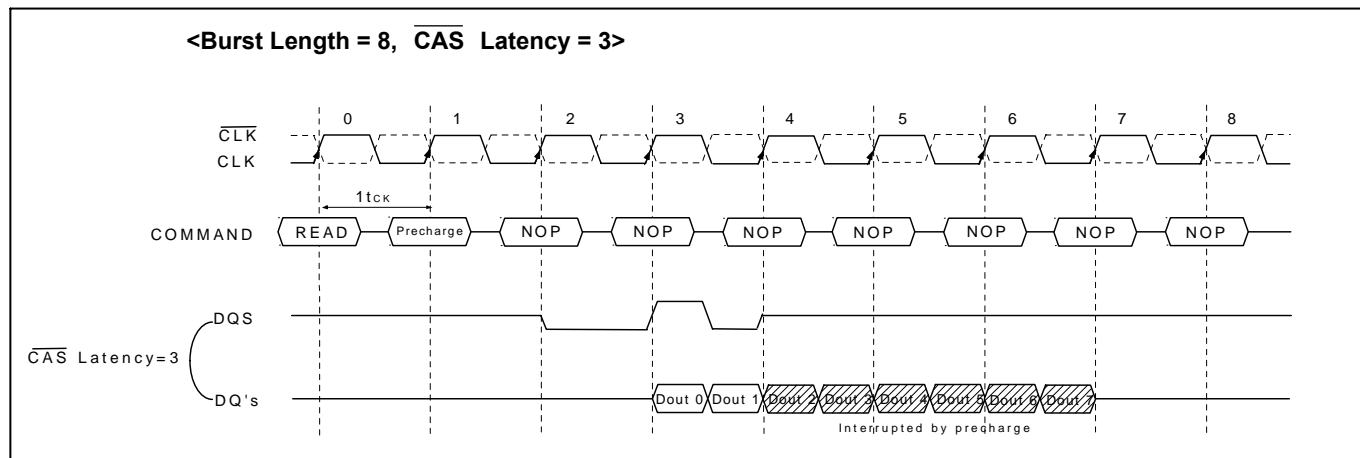 <Burst Length = 8, CAS Latency = 3>
0 1 2 3 4 5 6 7 8
CLK
CLK
1tCK
COMMAND READ Precharge NOP NOP NOP NOP NOP NOP NOP
DQS
CAS Latency=3
DQ's Dout 0 Dout 1 Dout 2 Dout 3 Dout 4 Dout 5 Dout 6 Dout 7
Interrupted by precharge